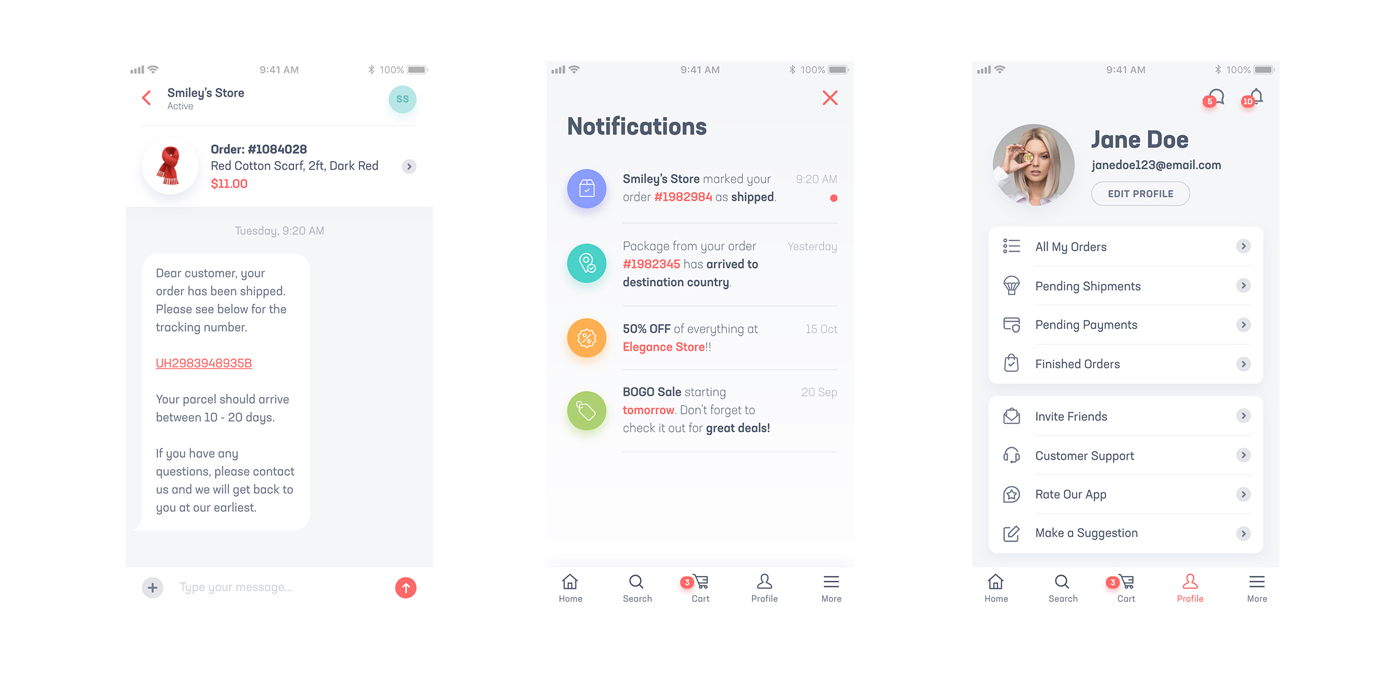 9:41 AM
100%
Smiley's Store
Active
SS
Order: #1084028
Red Cotton Scarf, 2ft, Dark Red
$11.00
Tuesday, 9:20 AM
Dear customer, your
order has been shipped.
Please see below for the
tracking number.
UH2983948935B
Your parcel should arrive
between 10 - 20 days.
If you have any
questions, please contact
us and we will get back to
you at our earliest.
Type your message...
9:41 AM
100%
Notifications
Smiley's Store marked your
order #1982984 as shipped.
9:20 AM
Package from your order
#1982345 has arrived to
destination country.
Yesterday
50% OFF of everything at
Elegance Store!!
15 Oct
BOGO Sale starting
tomorrow. Don't forget to
check it out for great deals!
20 Sep
3
Home
Search
Cart
Profile
More
9:41 AM
100%
5
10
Jane Doe
janedoe123@email.com
EDIT PROFILE
All My Orders
Pending Shipments
Pending Payments
Finished Orders
Invite Friends
Customer Support
Rate Our App
Make a Suggestion
3
Home
Search
Cart
Profile
More